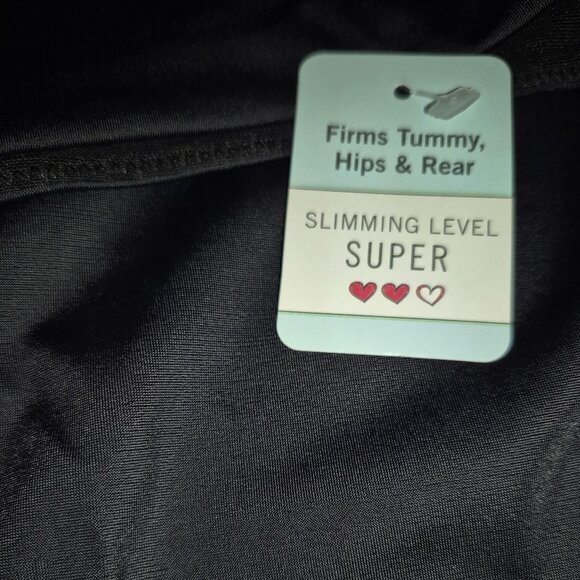 Firms Tummy,
Hips & Rear
SLIMMING LEVEL
SUPER